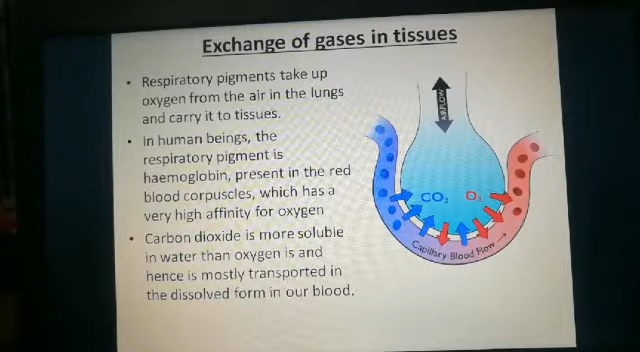 Exchange of gases in tissues
• Respiratory pigments take up
oxygen from the air in the lungs
and carry it to tissues.
• In human beings, the
respiratory pigment is
haemoglobin, present in the red
blood corpuscles, which has a
very high affinity for oxygen
• Carbon dioxide is more soluble
in water than oxygen is and
hence is mostly transported in
the dissolved form in our blood.
AIRFLOW
CO₂
O₂
Capillary Blood Flow →